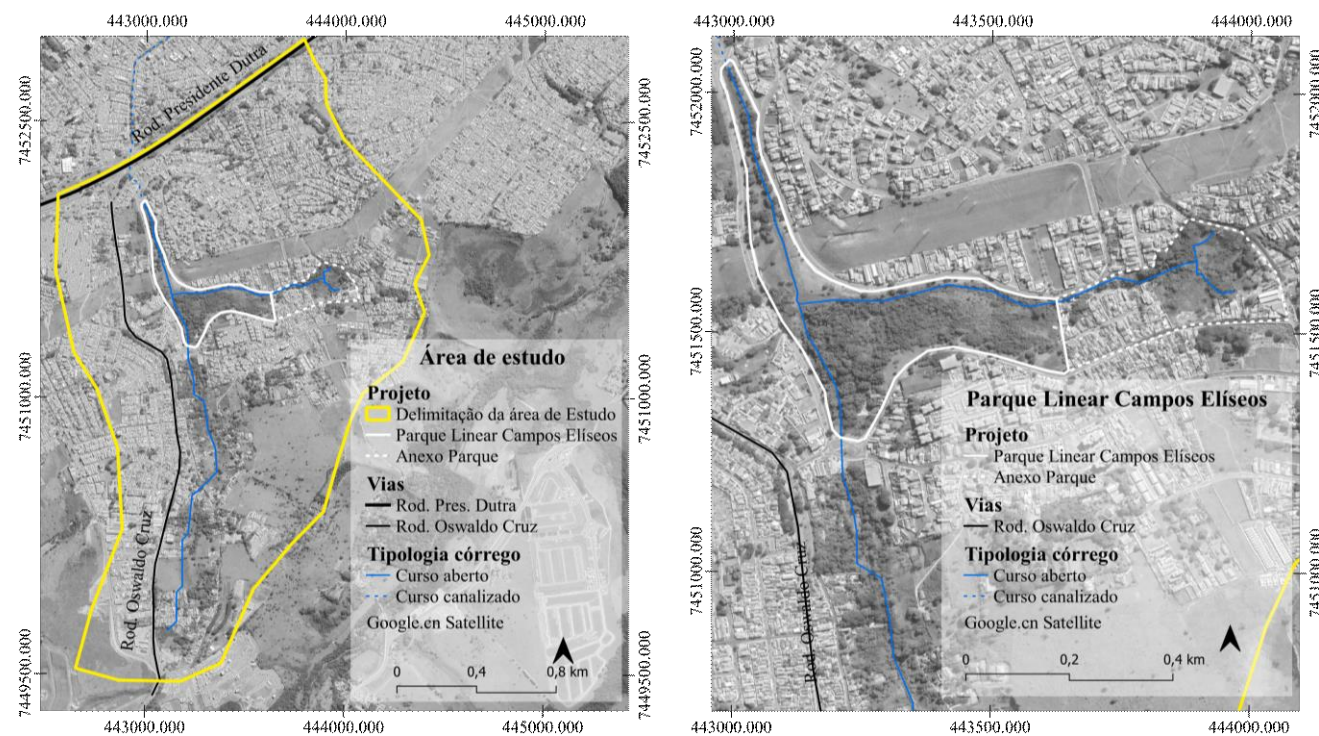 443000.000 444000.000 445000.000
7452500.000 7452500.000
7451000.000 7451000.000
7449500.000 7449500.000
Rod. Presidente Dutra
Rod. Oswaldo Cruz
Área de estudo
Projeto
Delimitação da área de Estudo
Parque Linear Campos Elíseos
Anexo Parque
Vias
Rod. Pres. Dutra
Rod. Oswaldo Cruz
Tipologia córrego
Curso aberto
Curso canalizado
Google.cn Satellite
0 0,4 0,8 km
443000.000 444000.000 445000.000
443000.000 443500.000 444000.000
7452000.000 7452000.000
7451500.000 7451500.000
7451000.000 7451000.000
Rod. Oswaldo Cruz
Parque Linear Campos Elíseos
Projeto
Parque Linear Campos Elíseos
Anexo Parque
Vias
Rod. Oswaldo Cruz
Tipologia córrego
Curso aberto
Curso canalizado
Google.cn Satellite
0 0,2 0,4 km
443000.000 443500.000 444000.000